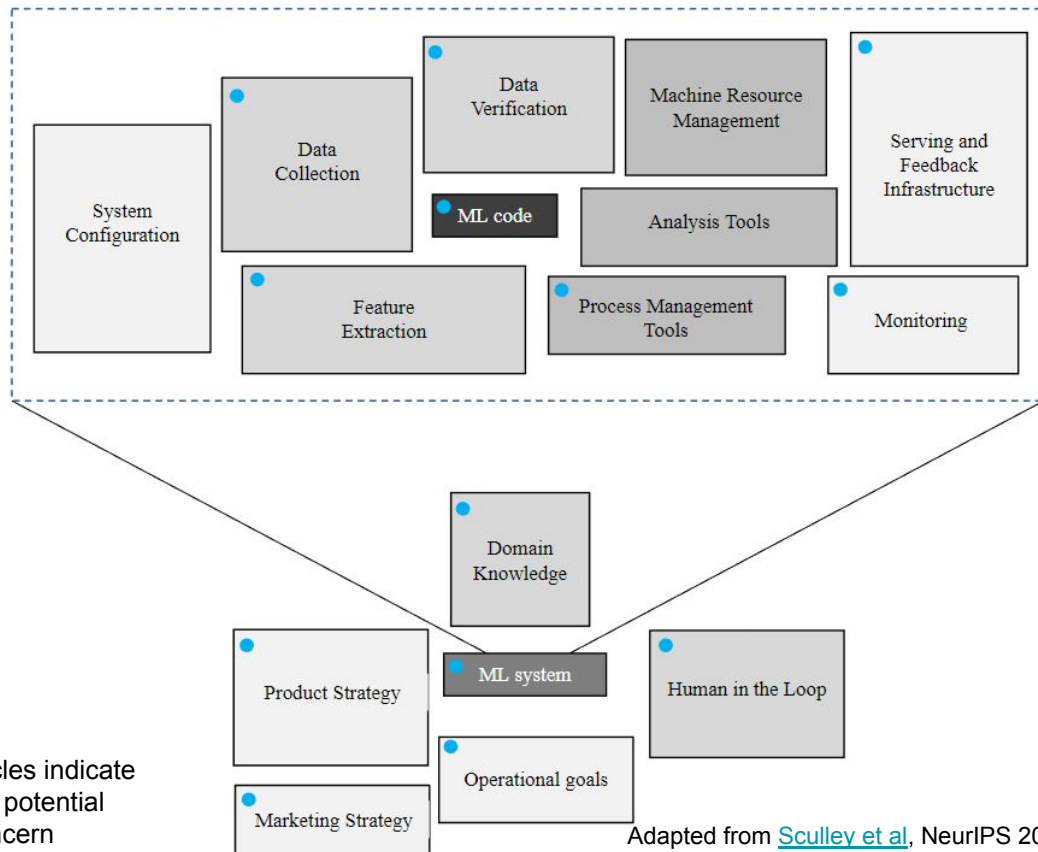 Data
Verification
Machine Resource
Management
Data
Collection
Serving and
Feedback
Infrastructure
System
Configuration
ML code
Analysis Tools
Feature
Extraction
Process Management
Tools
Monitoring
Domain
Knowledge
ML system
Product Strategy
Human in the Loop
Operational goals
Marketing Strategy
indicate
potential
Adapted from Sculley et al, NeurIPS